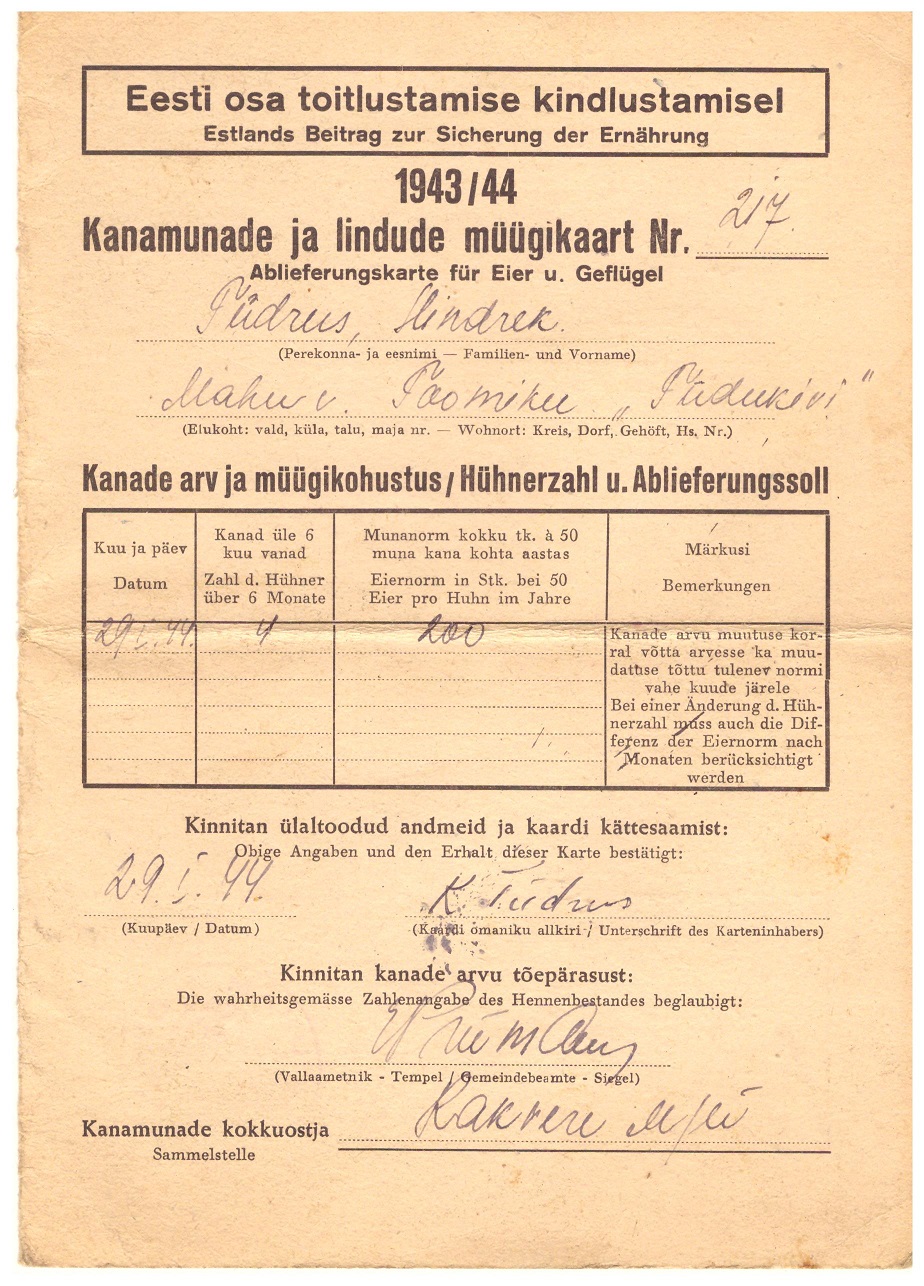 Eesti osa toitlustamise kindlustamisel
Estlands Beitrag zur Sicherung der Ernährung
1943/44
Kanamunade ja lindude müügikaart Nr. 217.
Ablieferungskarte für Eier u. Geflügel
Tüdrus, Hindrek.
(Perekonna- ja eesnimi — Familien- und Vorname)
Mahu v. Toomika „Tüdukivi"
(Elukoht: vald, küla, talu, maja nr. — Wohnort: Kreis, Dorf, Gehöft, Hs. Nr.)
Kanade arv ja müügikohustus / Hühnerzahl u. Ablieferungssoll
Kuu ja päev
Datum
Kanad üle 6
kuu vanad
Zahl d. Hühner
über 6 Monate
Munanorm kokku tk. à 50
muna kana kohta aastas
Eiernorm in Stk. bei 50
Eier pro Huhn im Jahre
Märkusi
Bemerkungen
29.I.44. 4 200
Kanade arvu muutuse kor-
ral võtta arvesse ka muu-
datuse tõttu tulenev normi
vahe kuude järele
Bei einer Änderung d. Hüh-
nerzahl muss auch die Dif-
ferenz der Eiernorm nach
Monaten berücksichtigt
werden
Kinnitan ülaltoodud andmeid ja kaardi kättesaamist:
Obige Angaben und den Erhalt dieser Karte bestätigt:
29.I.44 K. Tüdrus
(Kuupäev / Datum) (Kaardi omaniku allkiri / Unterschrift des Karteninhabers)
Kinnitan kanade arvu tõepärasust:
Die wahrheitsgemässe Zahlenangabe des Hennenbestandes beglaubigt:
(Vallaametnik - Tempel / Gemeindebeamte - Siegel)
Kanamunade kokkuostja Rakvere
Sammelstelle